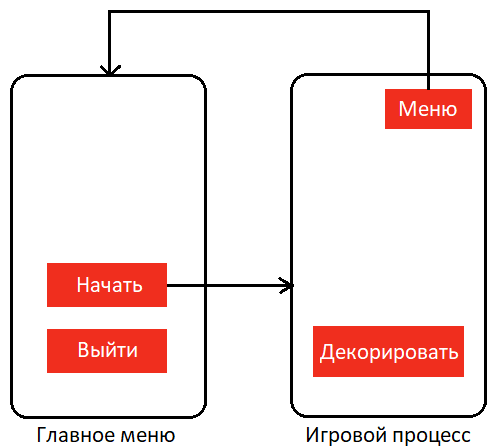 Меню
Начать
Выйти
Декорировать
Главное меню
Игровой процесс